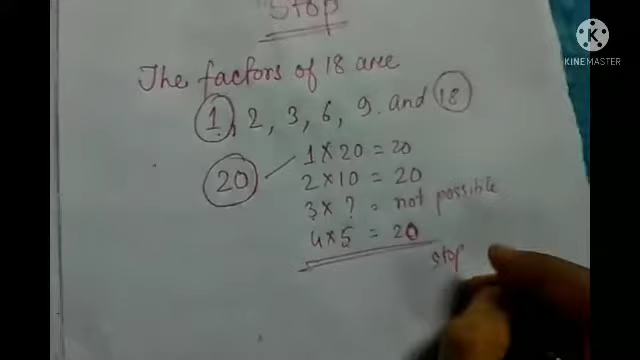 Stop
The factors of 18 are
1, 2, 3, 6, 9. and 18
20
1 × 20 = 20
2 × 10 = 20
3 × ? = not possible
4 × 5 = 20
stop
K
KINEMASTER